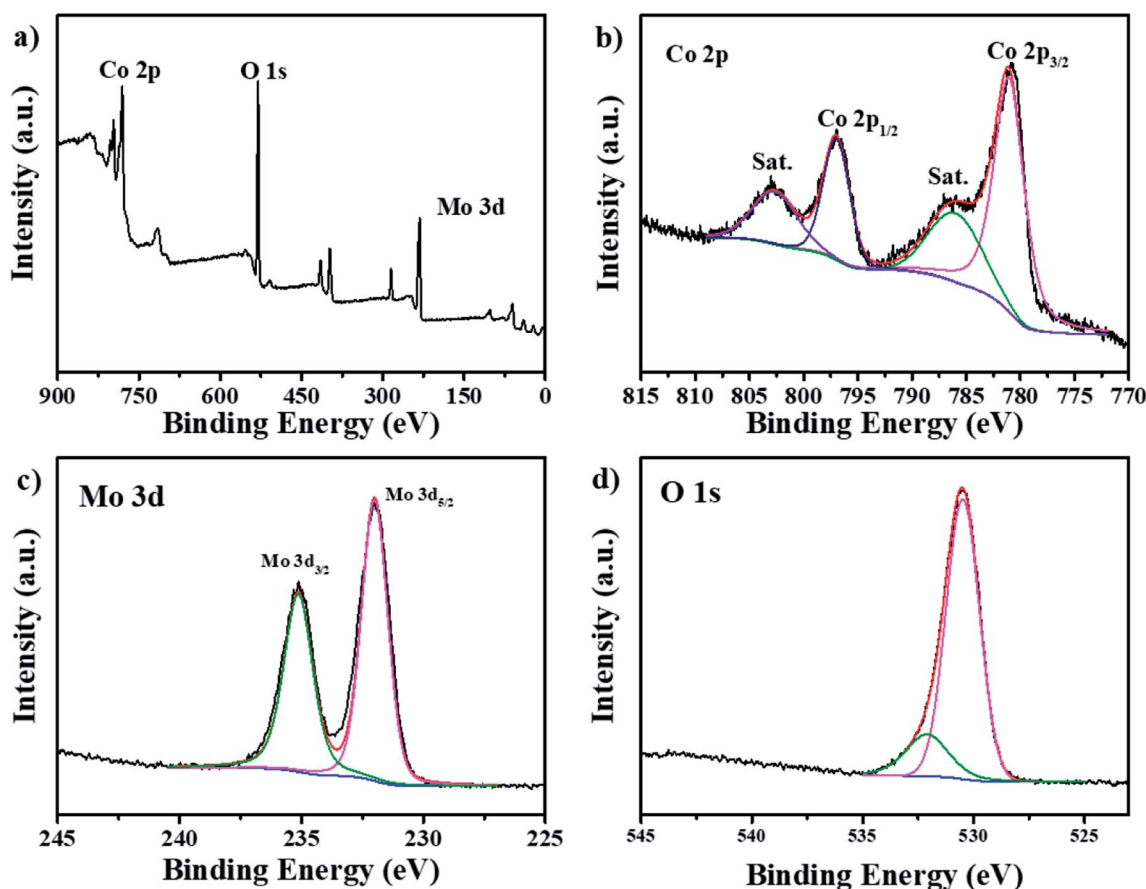 a)
Co 2p
O 1s
Mo 3d
Intensity (a.u.)
900 750 600 450 300 150 0
Binding Energy (eV)
b)
Co 2p
Co 2p3/2
Co 2p1/2
Sat.
Sat.
Intensity (a.u.)
815 810 805 800 795 790 785 780 775 770
Binding Energy (eV)
c)
Mo 3d
Mo 3d5/2
Mo 3d3/2
Intensity (a.u.)
245 240 235 230 225
Binding Energy (eV)
d)
O 1s
Intensity (a.u.)
545 540 535 530 525
Binding Energy (eV)